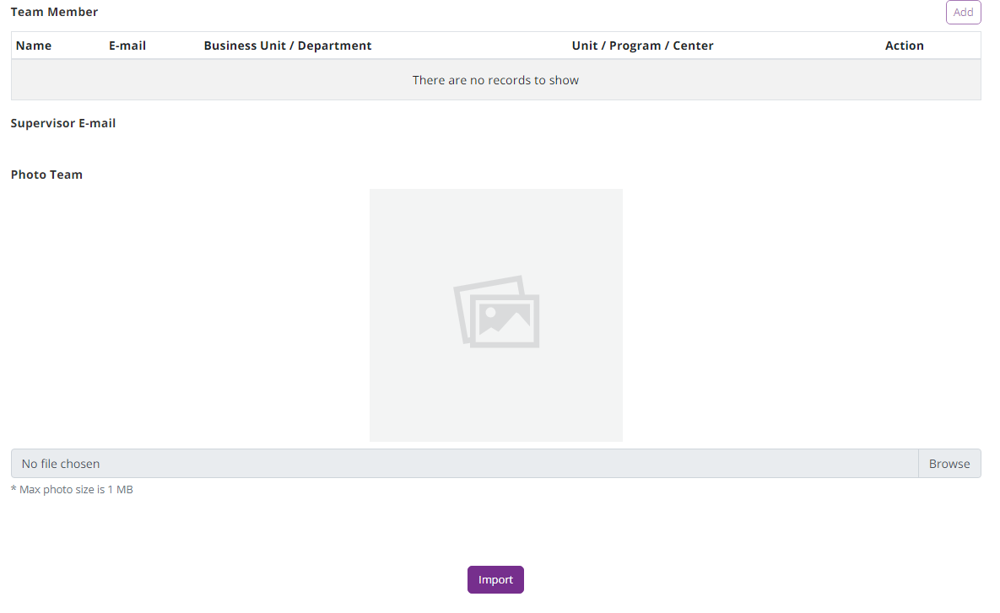 Team Member Add
Name E-mail Business Unit / Department Unit / Program / Center Action
There are no records to show
Supervisor E-mail
Photo Team
No file chosen Browse
* Max photo size is 1 MB
Import